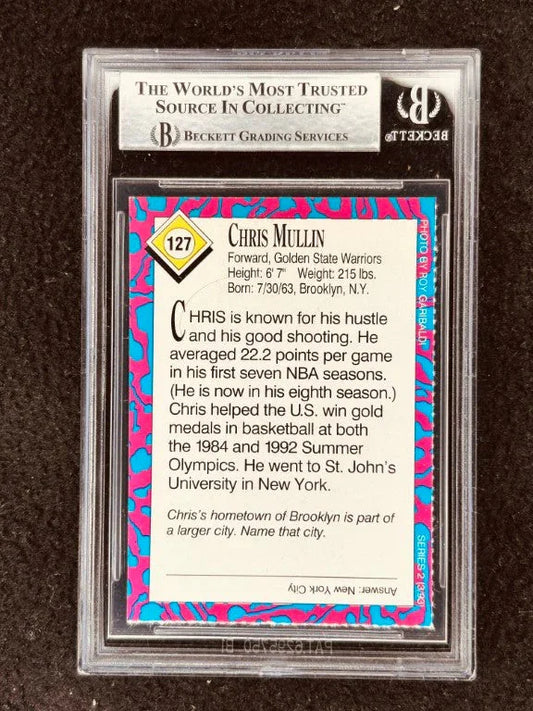 THE WORLD'S MOST TRUSTED
SOURCE IN COLLECTING™
B BECKETT GRADING SERVICES
B
BECKETT®
127
CHRIS MULLIN
Forward, Golden State Warriors
Height: 6' 7" Weight: 215 lbs.
Born: 7/30/63, Brooklyn, N.Y.
CHRIS is known for his hustle
and his good shooting. He
averaged 22.2 points per game
in his first seven NBA seasons.
(He is now in his eighth season.)
Chris helped the U.S. win gold
medals in basketball at both
the 1984 and 1992 Summer
Olympics. He went to St. John's
University in New York.
Chris's hometown of Brooklyn is part of
a larger city. Name that city.
Answer: New York City
PHOTO BY ROY GARIBALDI
SERIES 2 (3.93)